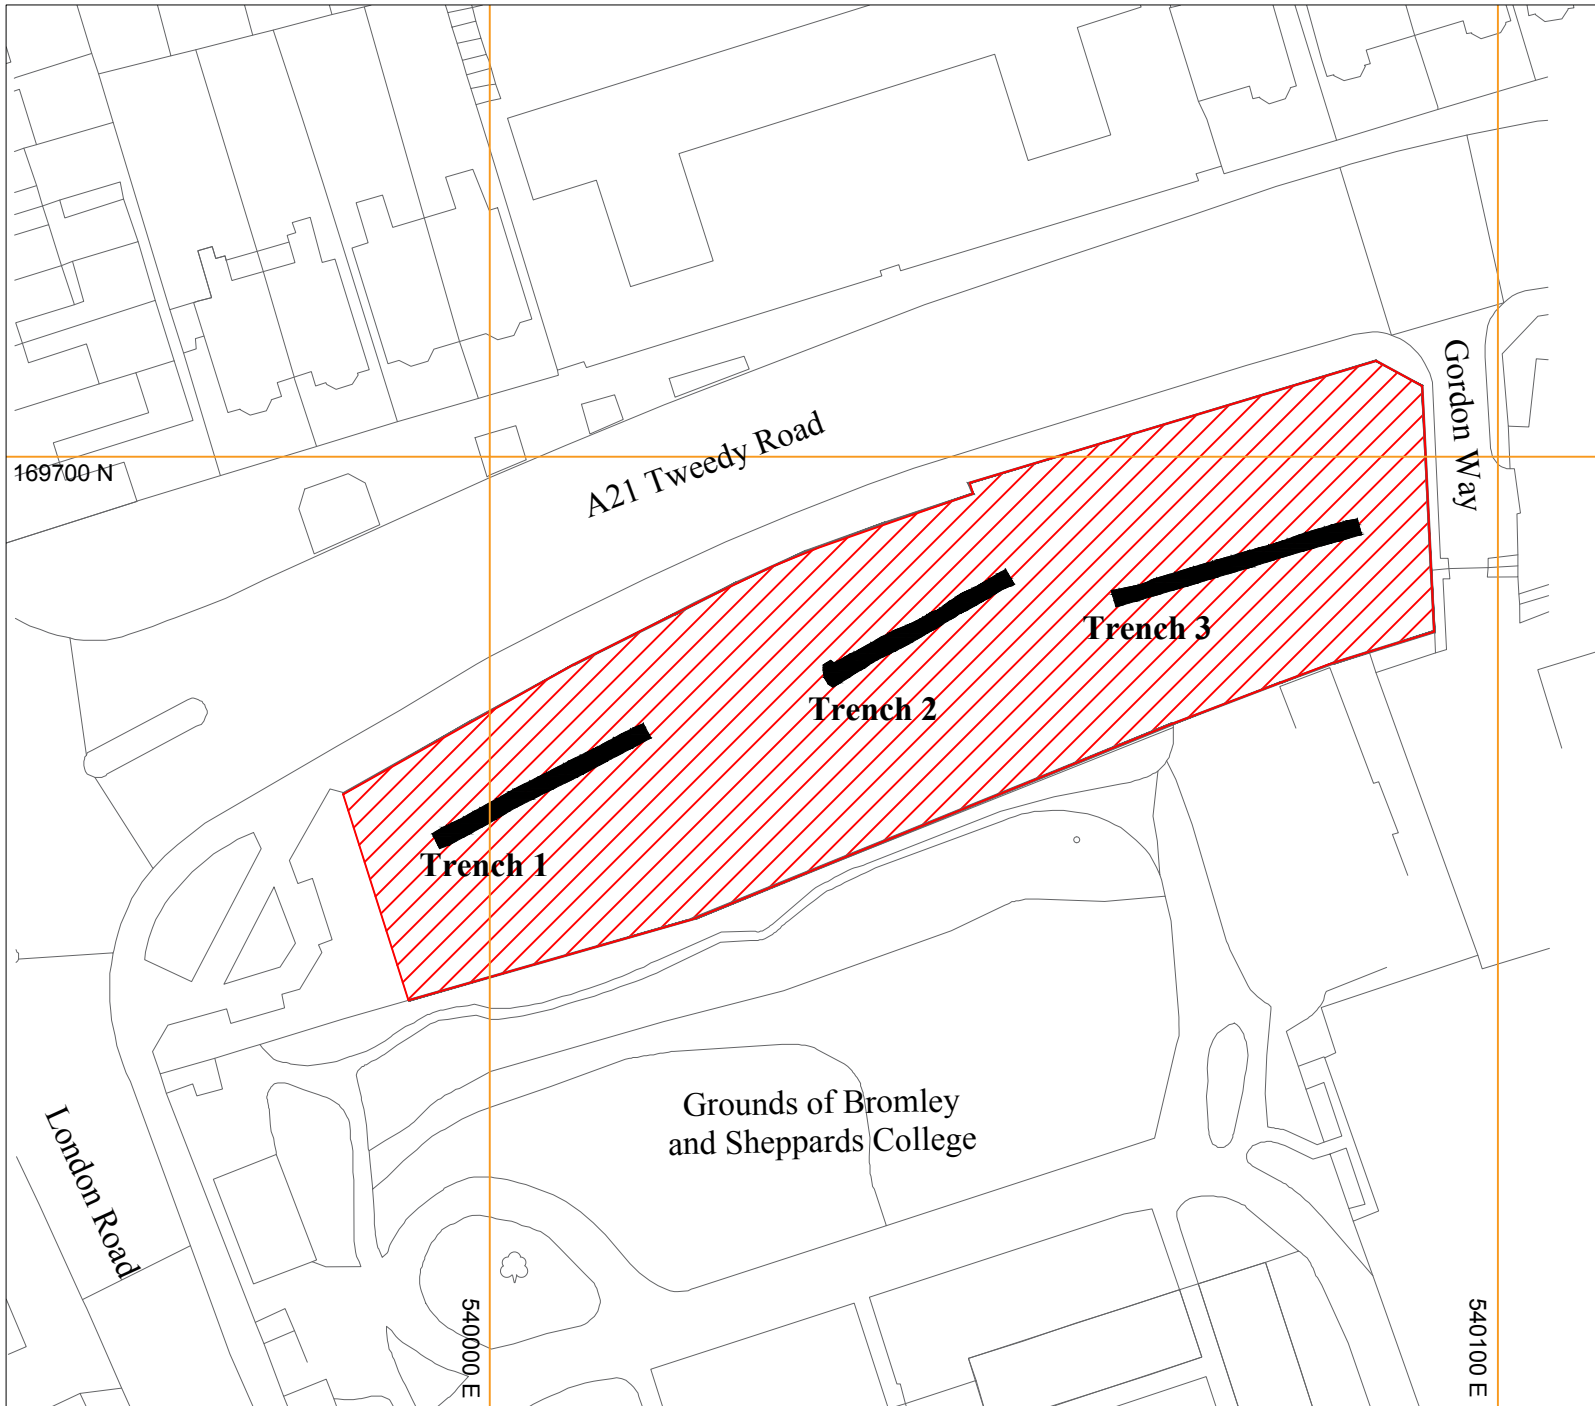 Gordon Way
A21 Tweedy Road
169700 N
Trench 3
Trench 2
Trench 1
Grounds of Bromley
and Sheppards College
London Road
540000 E
540100 E